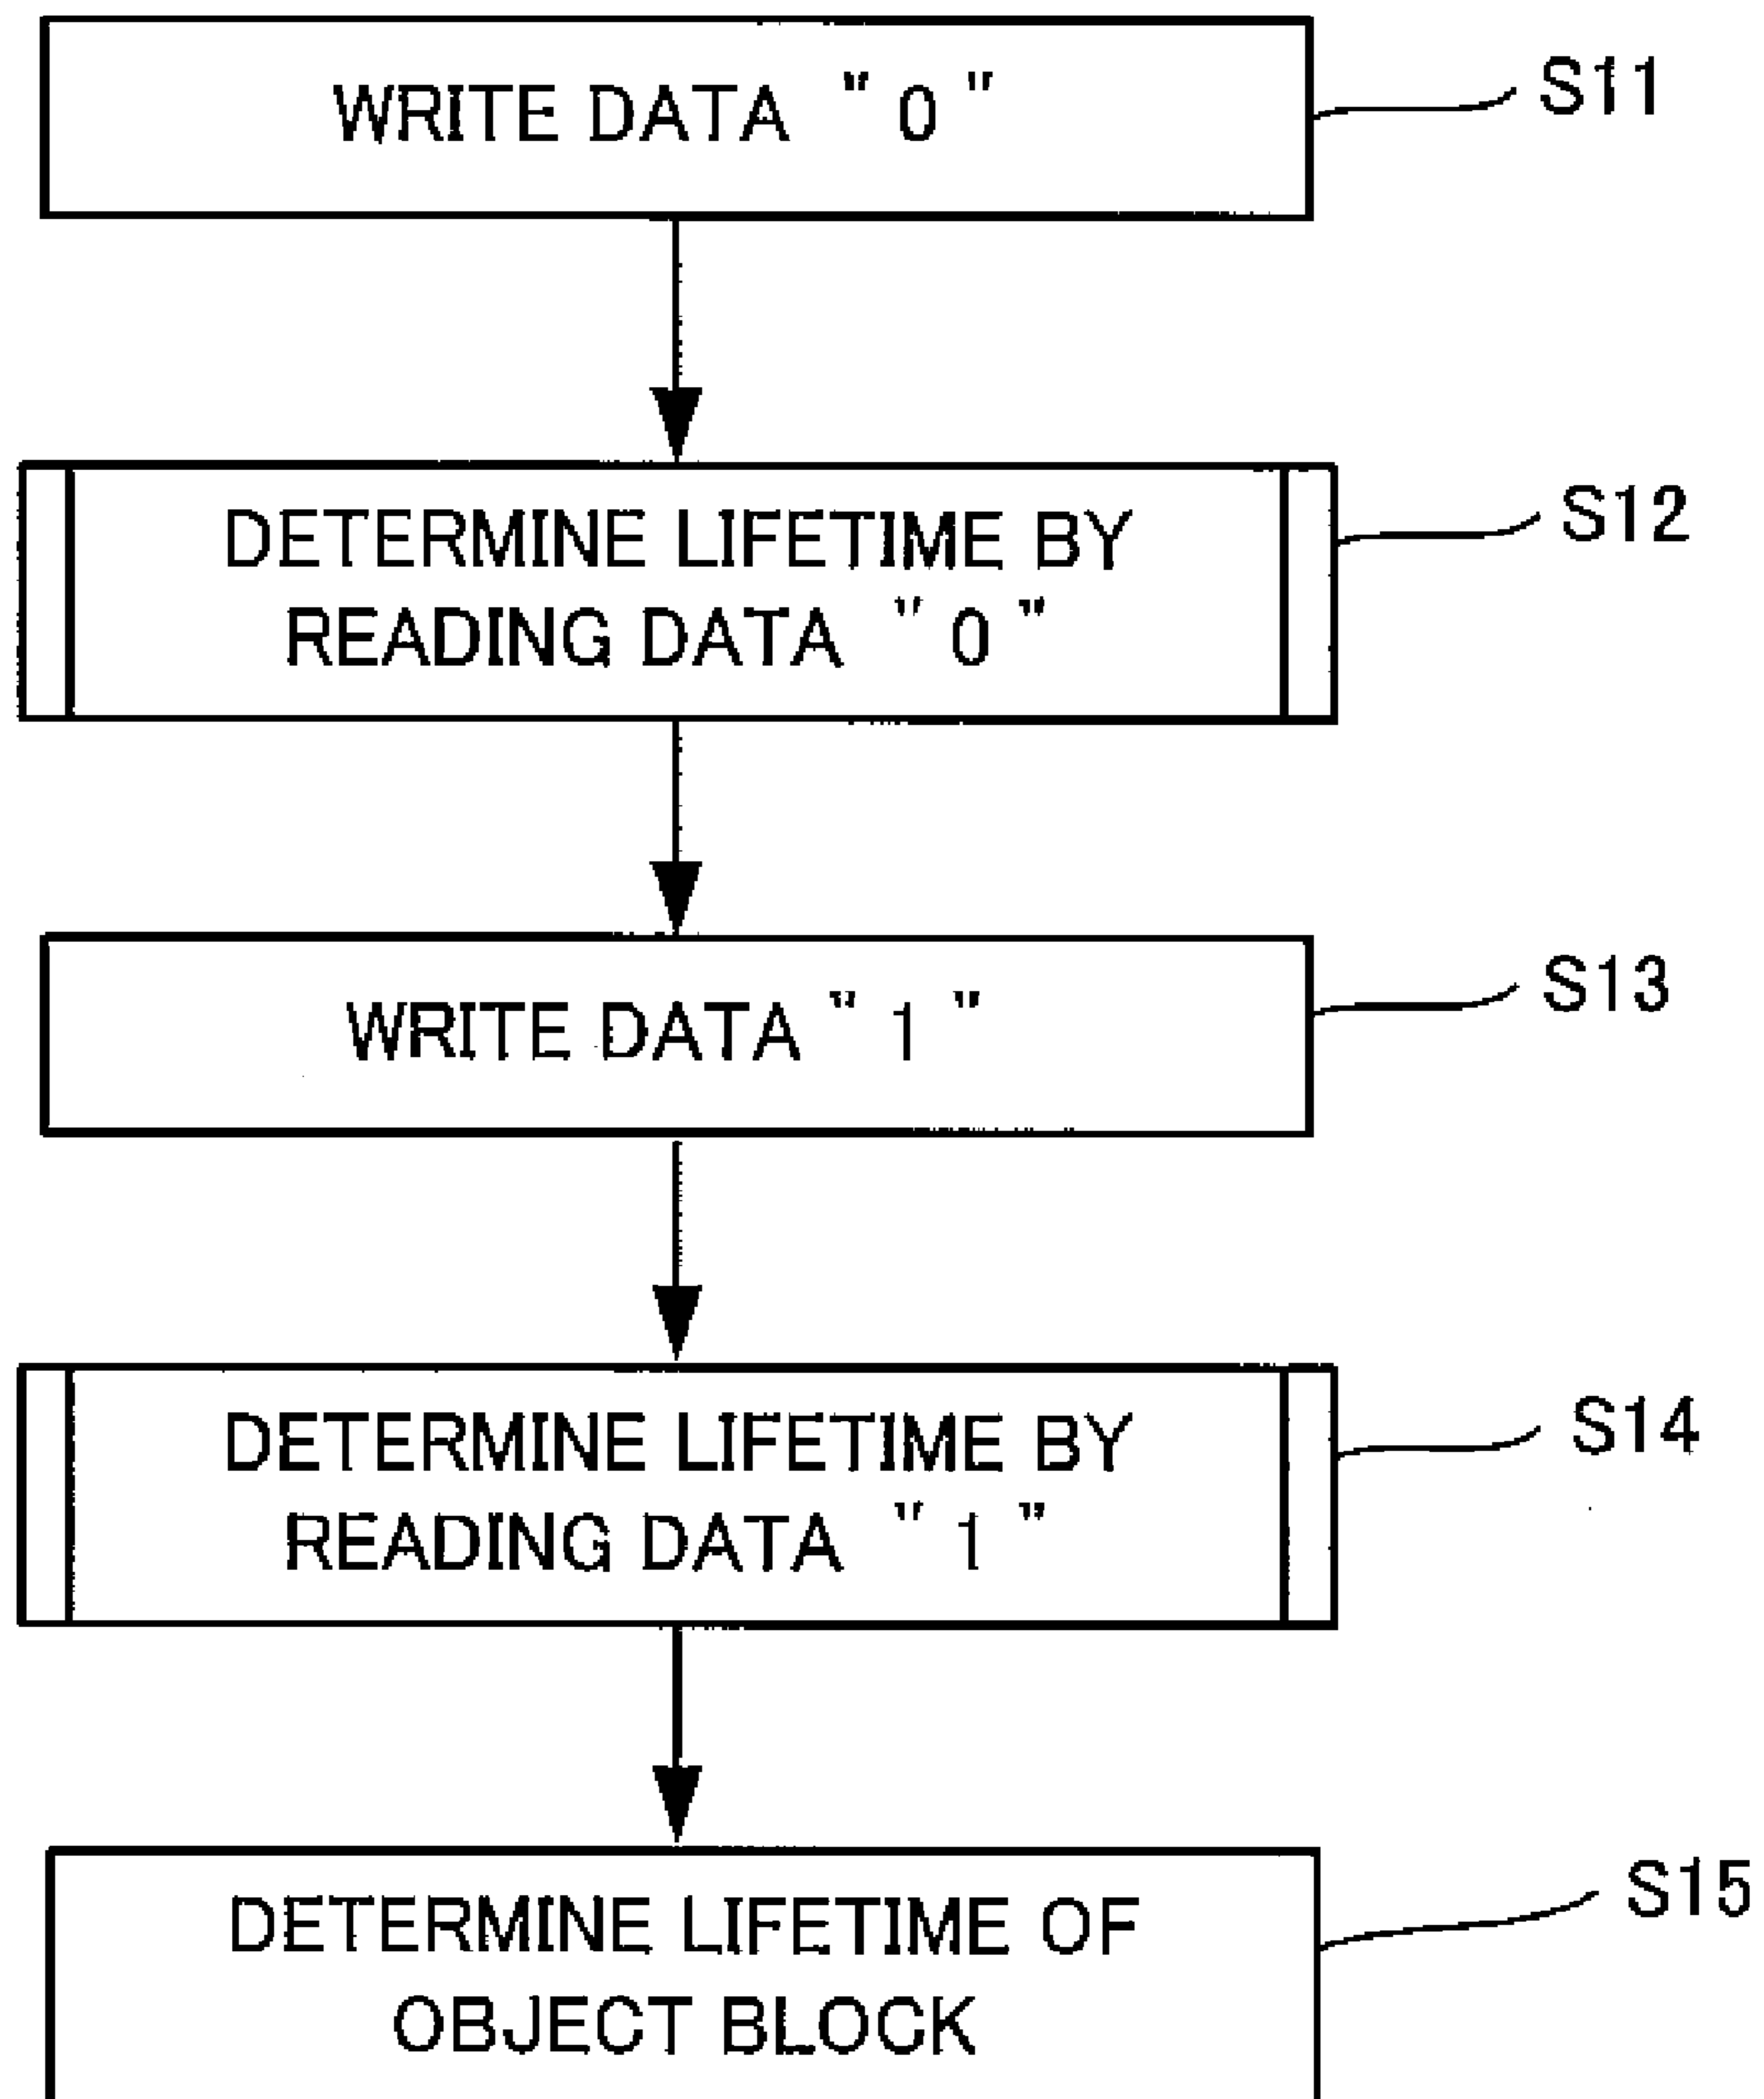 WRITE DATA "0"
S11
DETERMINE LIFETIME BY
READING DATA "0"
S12
WRITE DATA "1"
S13
DETERMINE LIFETIME BY
READING DATA "1"
S14
DETERMINE LIFETIME OF
OBJECT BLOCK
S15